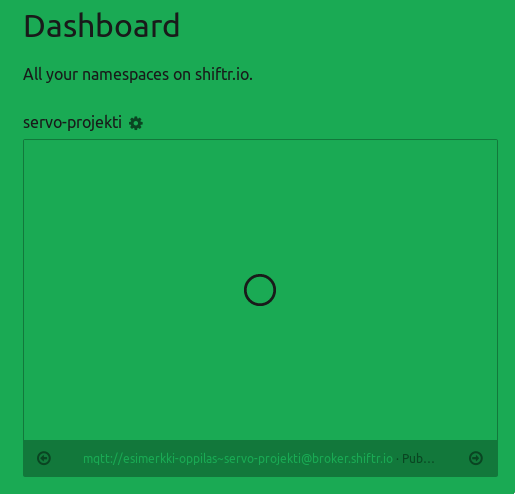 Dashboard
All your namespaces on shiftr.io.
servo-projekti
mqtt://esimerkki-oppilas~servo-projekti@broker.shiftr.io · Pub…